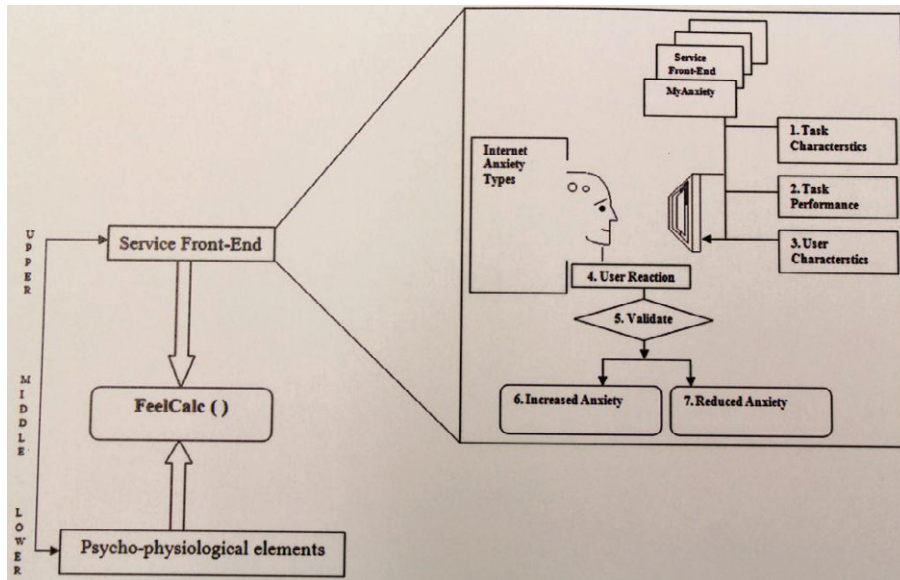 UPPER
MIDDLE
LOWER
Service Front-End
FeelCalc ( )
Psycho-physiological elements
Service
Front-End
MyAnxiety
Internet
Anxiety
Types
1. Task
Characterstics
2. Task
Performance
3. User
Characterstics
4. User Reaction
5. Validate
6. Increased Anxiety
7. Reduced Anxiety